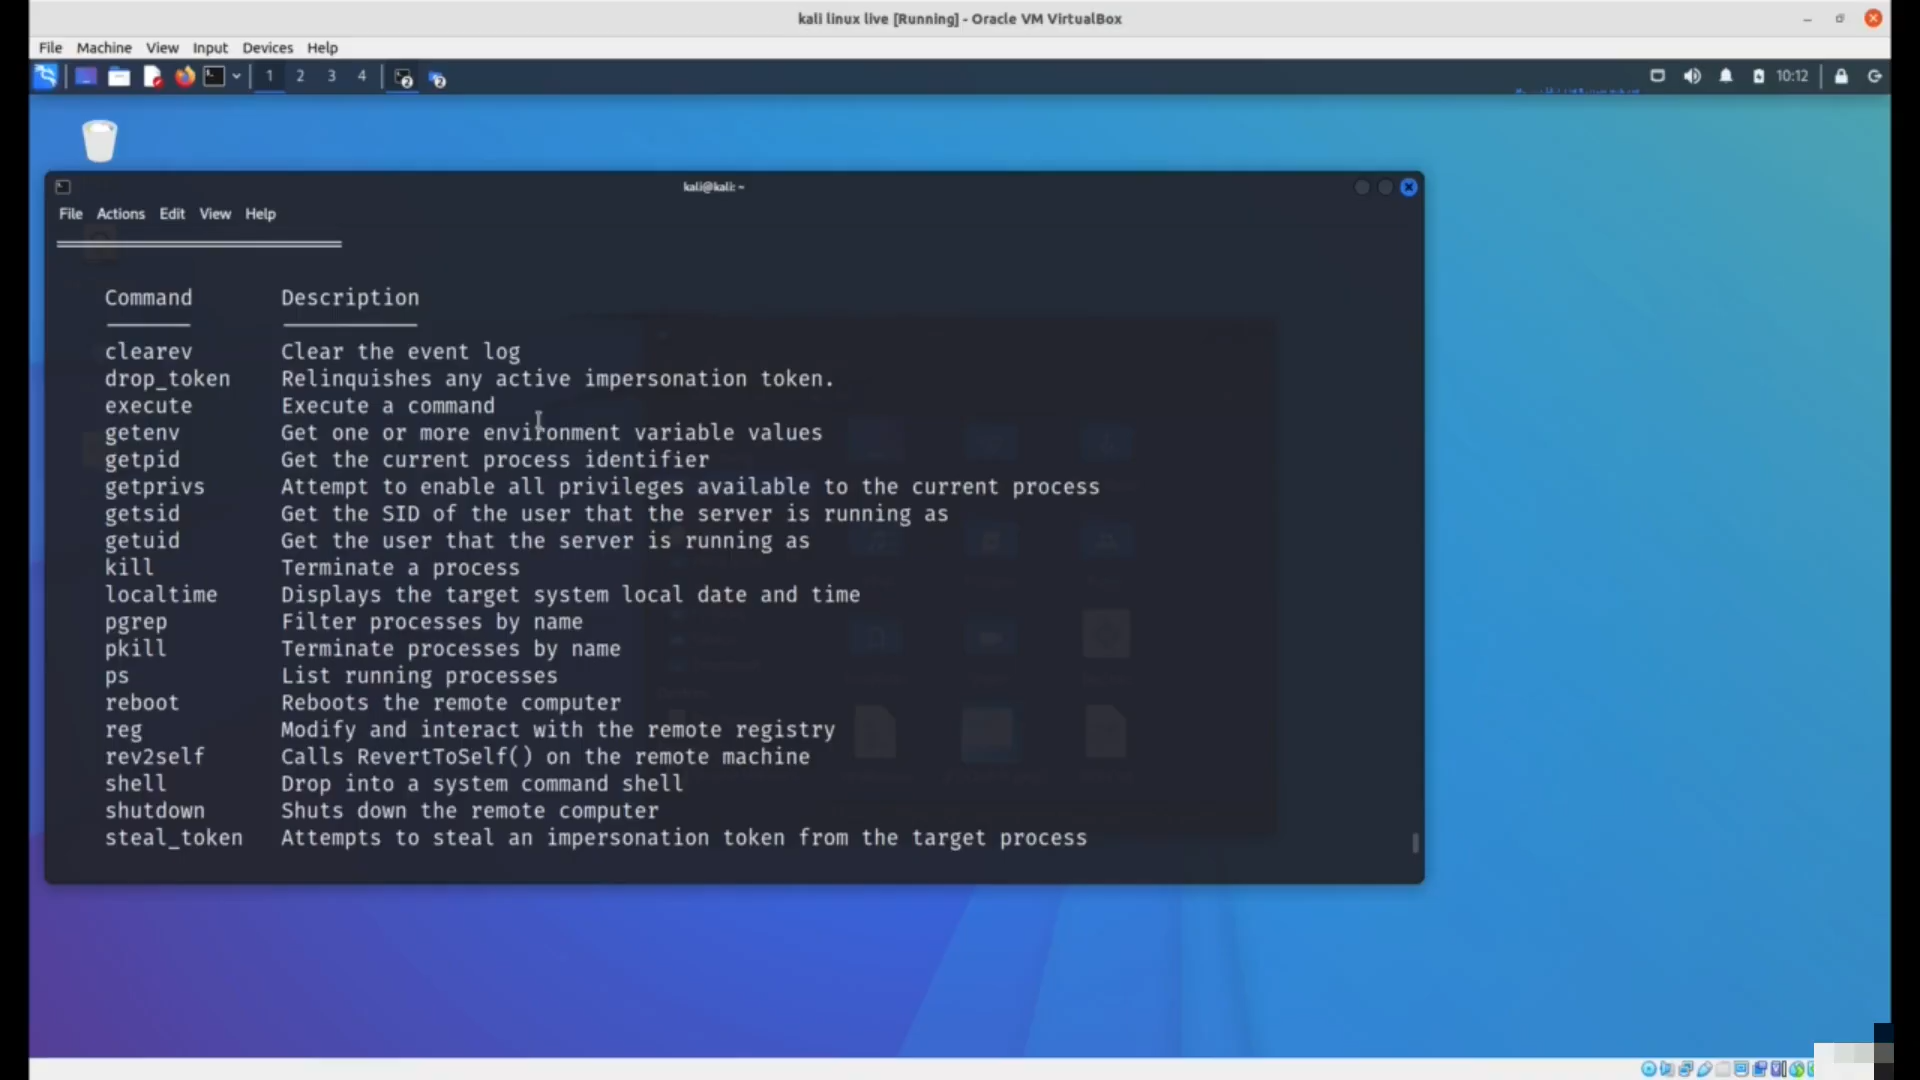 kali linux live [Running] - Oracle VM VirtualBox
File Machine View Input Devices Help
1 2 3 4 2 2 10:12
kali@kali: ~
File Actions Edit View Help
Command Description
clearev Clear the event log
drop_token Relinquishes any active impersonation token.
execute Execute a command
getenv Get one or more environment variable values
getpid Get the current process identifier
getprivs Attempt to enable all privileges available to the current process
getsid Get the SID of the user that the server is running as
getuid Get the user that the server is running as
kill Terminate a process
localtime Displays the target system local date and time
pgrep Filter processes by name
pkill Terminate processes by name
ps List running processes
reboot Reboots the remote computer
reg Modify and interact with the remote registry
rev2self Calls RevertToSelf() on the remote machine
shell Drop into a system command shell
shutdown Shuts down the remote computer
steal_token Attempts to steal an impersonation token from the target process